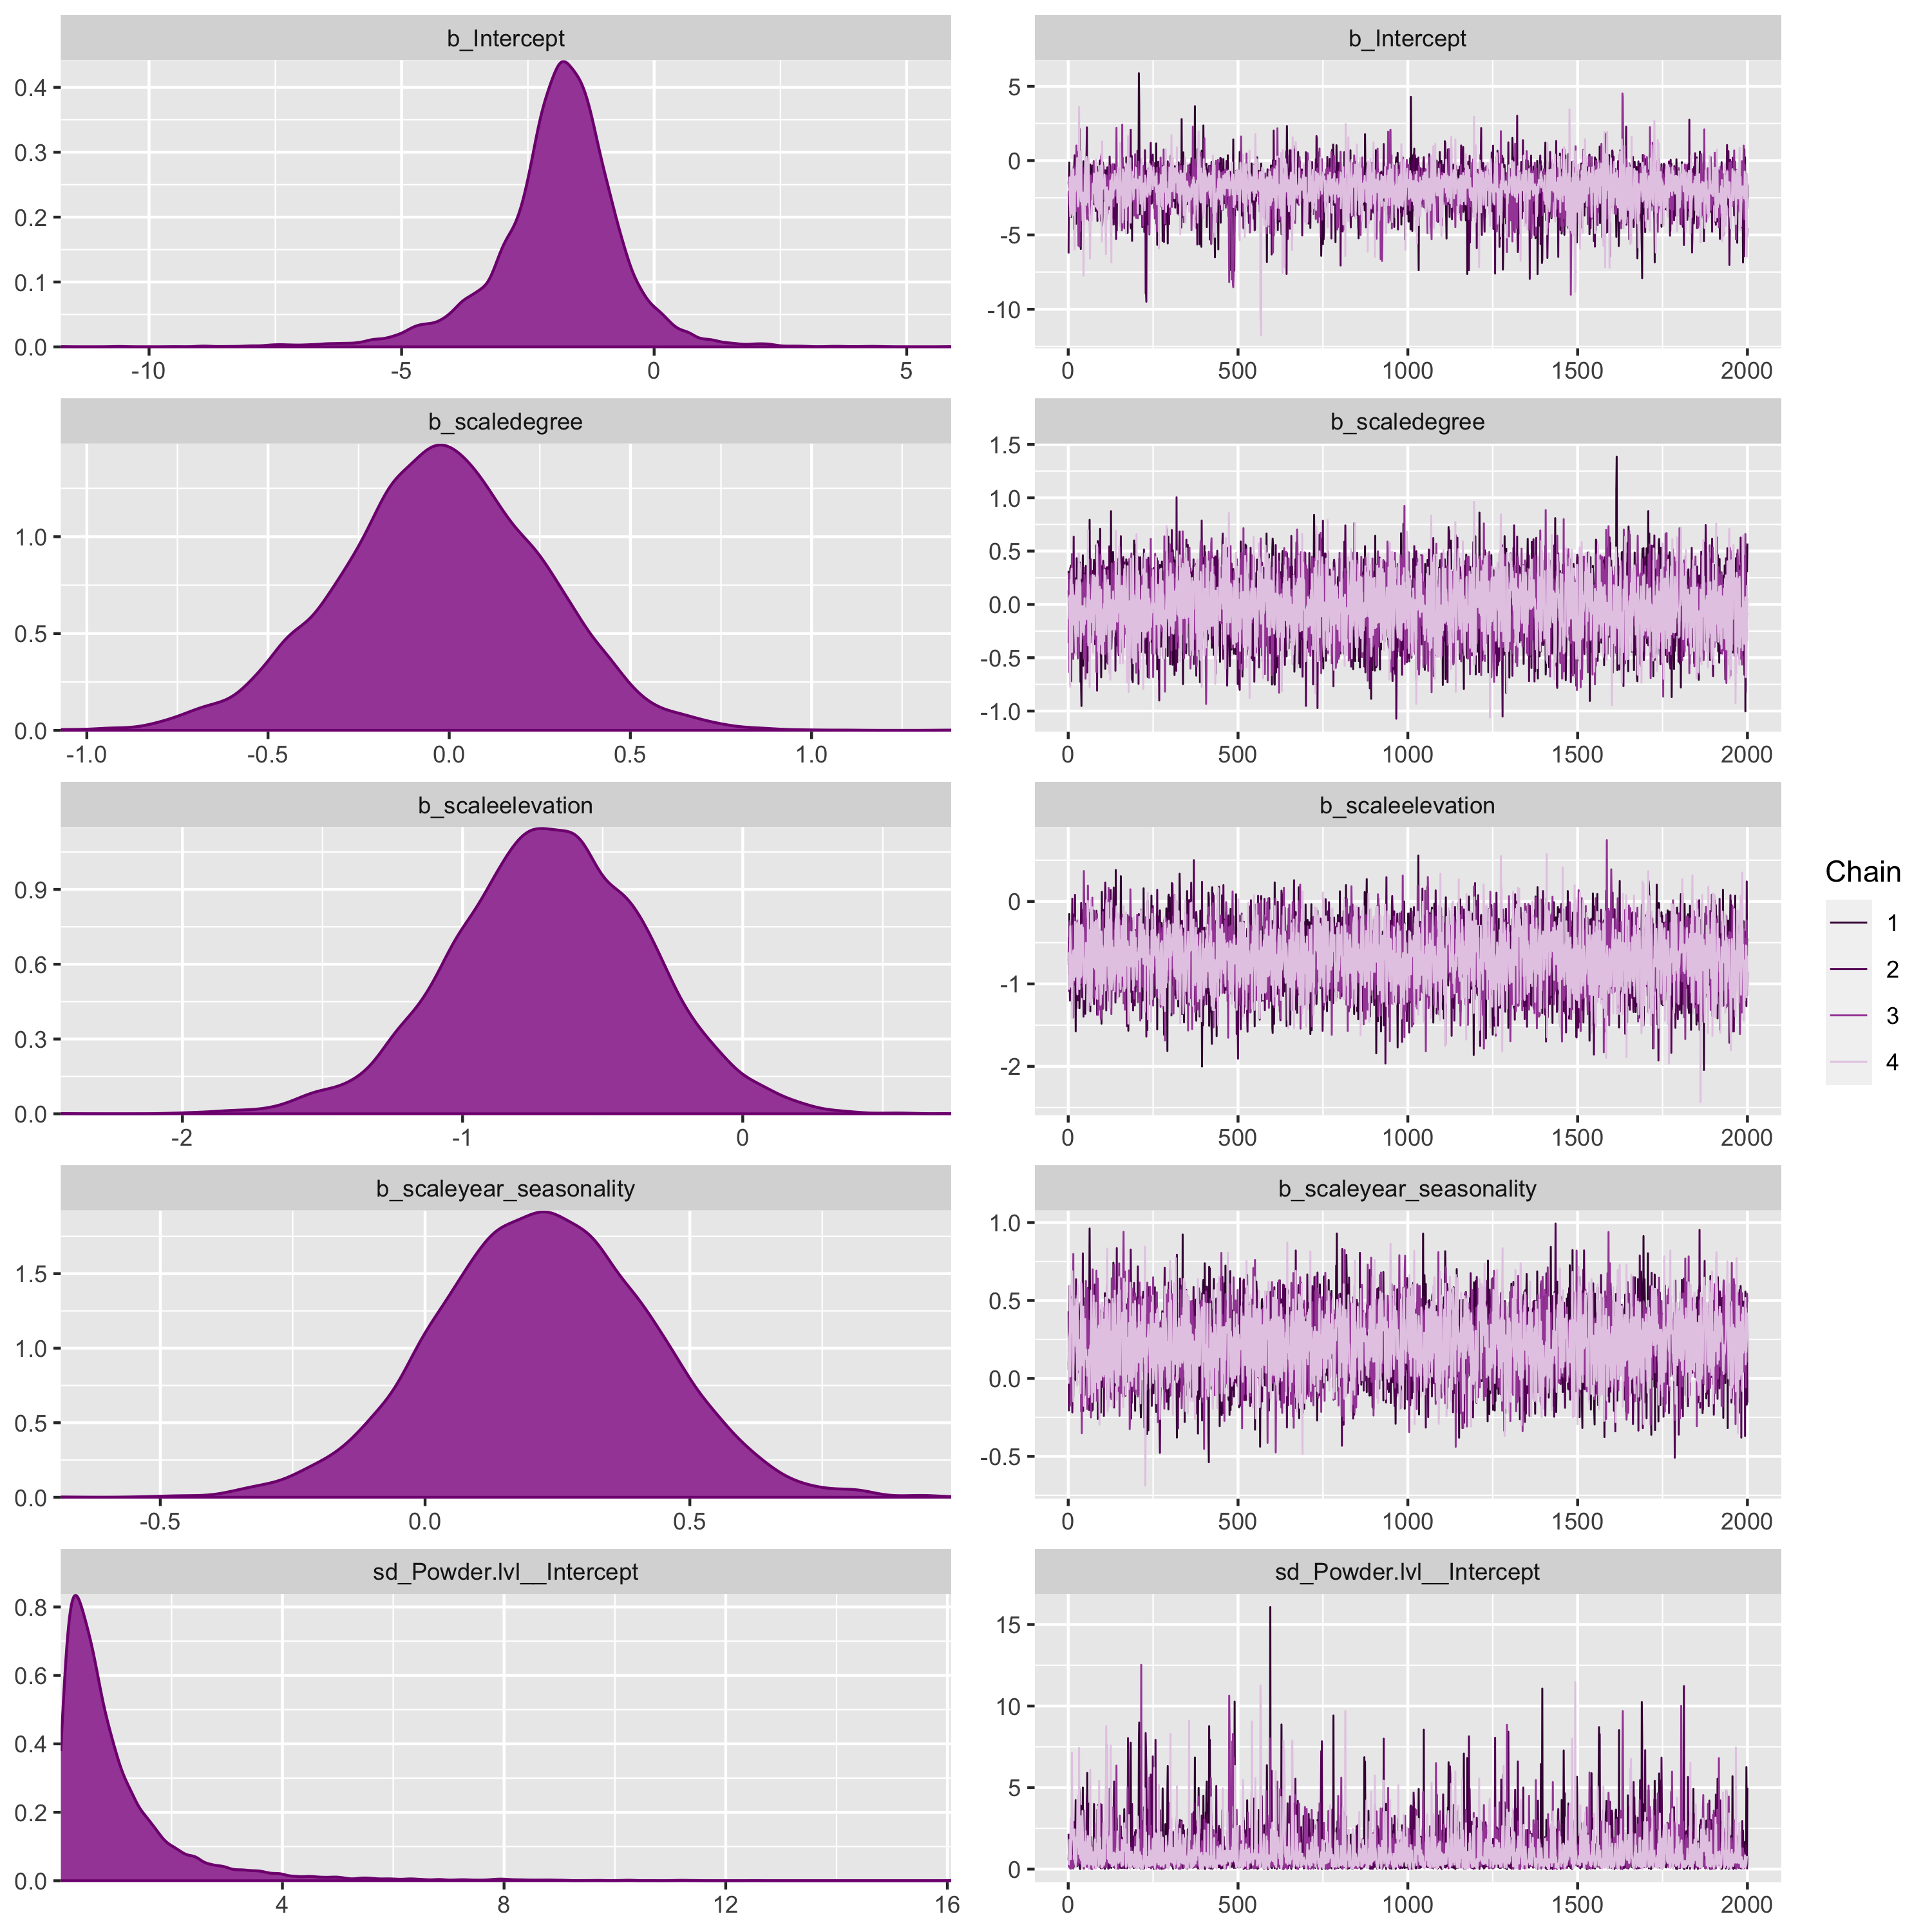 b_Intercept
b_Intercept
0.4
0.3
0.2
0.1
0.0
-10 -5 0 5
5
0
-5
-10
0 500 1000 1500 2000
b_scaledegree
b_scaledegree
1.0
0.5
0.0
-1.0 -0.5 0.0 0.5 1.0
1.5
1.0
0.5
0.0
-0.5
-1.0
0 500 1000 1500 2000
b_scaleelevation
b_scaleelevation
0.9
0.6
0.3
0.0
-2 -1 0
0
-1
-2
0 500 1000 1500 2000
b_scaleyear_seasonality
b_scaleyear_seasonality
1.5
1.0
0.5
0.0
-0.5 0.0 0.5
1.0
0.5
0.0
-0.5
0 500 1000 1500 2000
sd_Powder.lvl__Intercept
sd_Powder.lvl__Intercept
0.8
0.6
0.4
0.2
0.0
4 8 12 16
15
10
5
0
0 500 1000 1500 2000
Chain
1
2
3
4